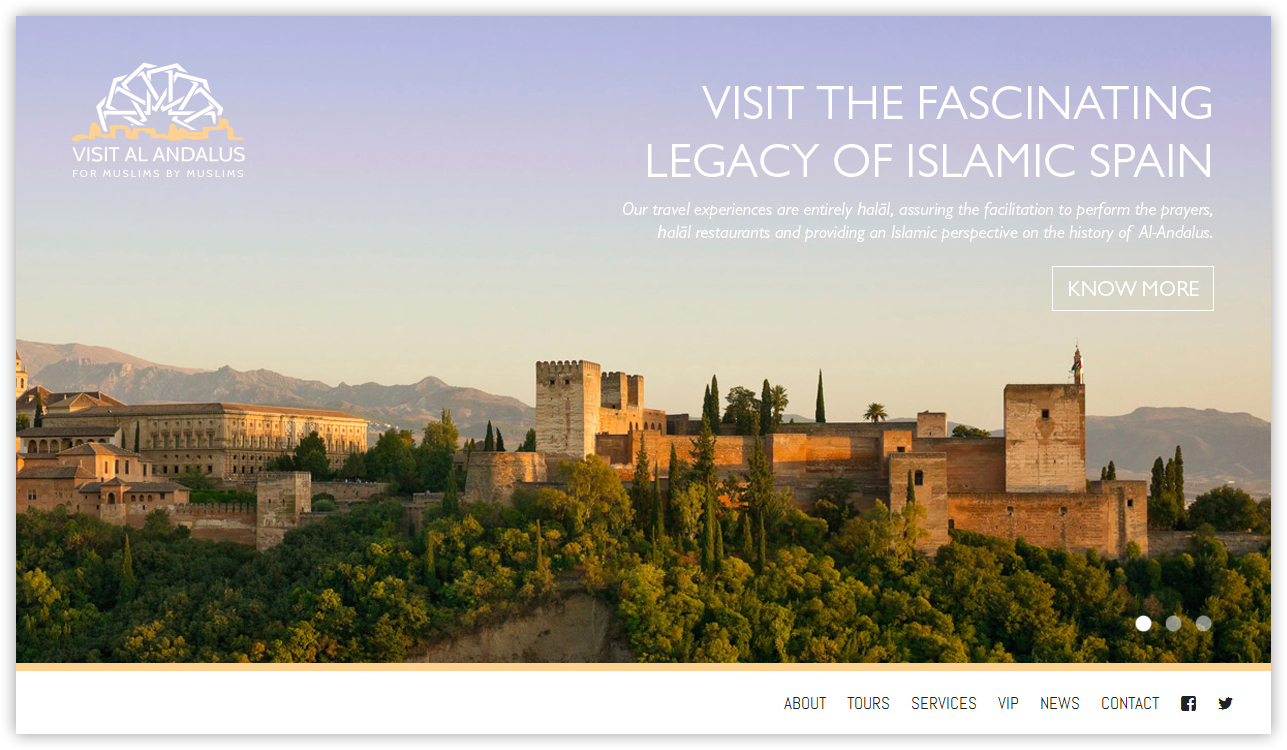 VISIT AL ANDALUS
FOR MUSLIMS BY MUSLIMS
VISIT THE FASCINATING
LEGACY OF ISLAMIC SPAIN
Our travel experiences are entirely halāl, assuring the facilitation to perform the prayers,
halāl restaurants and providing an Islamic perspective on the history of Al-Andalus.
KNOW MORE
ABOUT TOURS SERVICES VIP NEWS CONTACT